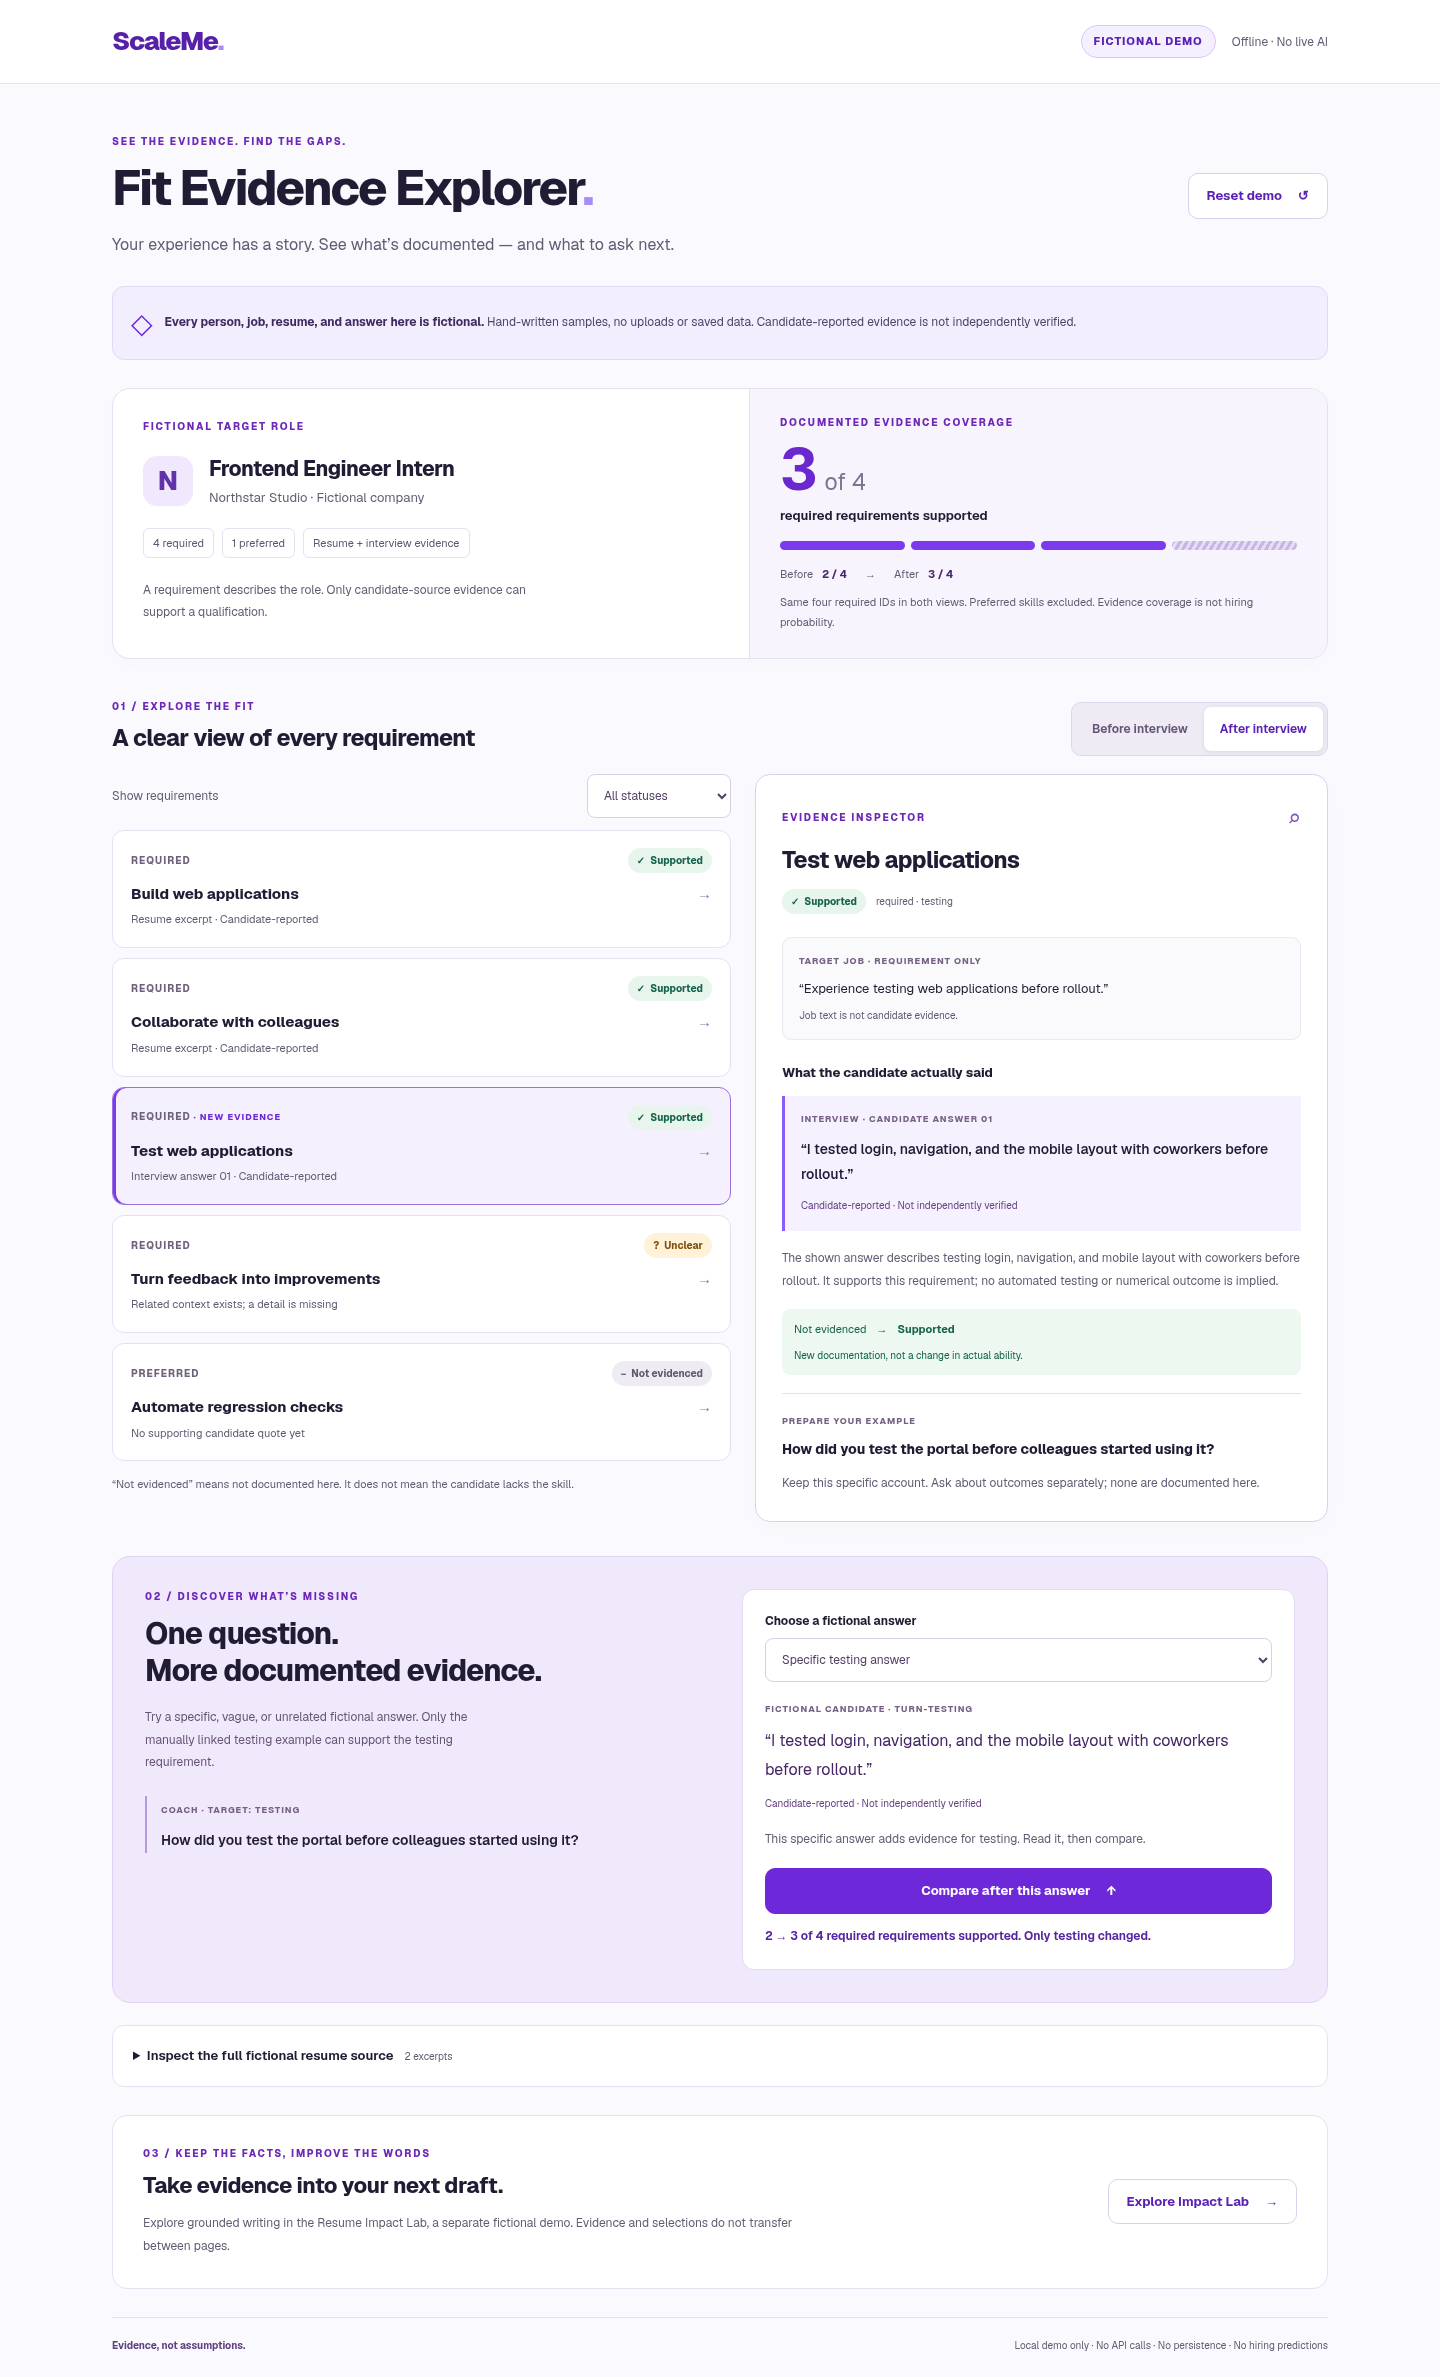 ScaleMe.
FICTIONAL DEMO
Offline · No live AI
SEE THE EVIDENCE. FIND THE GAPS.
Fit Evidence Explorer.
Your experience has a story. See what’s documented — and what to ask next.
Reset demo ↺
Every person, job, resume, and answer here is fictional. Hand-written samples, no uploads or saved data. Candidate-reported evidence is not independently verified.
FICTIONAL TARGET ROLE
N
Frontend Engineer Intern
Northstar Studio · Fictional company
4 required
1 preferred
Resume + interview evidence
A requirement describes the role. Only candidate-source evidence can
support a qualification.
DOCUMENTED EVIDENCE COVERAGE
3 of 4
required requirements supported
Before 2 / 4 → After 3 / 4
Same four required IDs in both views. Preferred skills excluded. Evidence coverage is not hiring
probability.
01 / EXPLORE THE FIT
A clear view of every requirement
Before interview
After interview
Show requirements
All statuses
REQUIRED
✓ Supported
Build web applications
→
Resume excerpt · Candidate-reported
REQUIRED
✓ Supported
Collaborate with colleagues
→
Resume excerpt · Candidate-reported
REQUIRED · NEW EVIDENCE
✓ Supported
Test web applications
→
Interview answer 01 · Candidate-reported
REQUIRED
? Unclear
Turn feedback into improvements
→
Related context exists; a detail is missing
PREFERRED
– Not evidenced
Automate regression checks
→
No supporting candidate quote yet
“Not evidenced” means not documented here. It does not mean the candidate lacks the skill.
EVIDENCE INSPECTOR
Test web applications
✓ Supported
required · testing
TARGET JOB · REQUIREMENT ONLY
“Experience testing web applications before rollout.”
Job text is not candidate evidence.
What the candidate actually said
INTERVIEW · CANDIDATE ANSWER 01
“I tested login, navigation, and the mobile layout with coworkers before
rollout.”
Candidate-reported · Not independently verified
The shown answer describes testing login, navigation, and mobile layout with coworkers before
rollout. It supports this requirement; no automated testing or numerical outcome is implied.
Not evidenced → Supported
New documentation, not a change in actual ability.
PREPARE YOUR EXAMPLE
How did you test the portal before colleagues started using it?
Keep this specific account. Ask about outcomes separately; none are documented here.
02 / DISCOVER WHAT’S MISSING
One question.
More documented evidence.
Try a specific, vague, or unrelated fictional answer. Only the
manually linked testing example can support the testing
requirement.
COACH · TARGET: TESTING
How did you test the portal before colleagues started using it?
Choose a fictional answer
Specific testing answer
FICTIONAL CANDIDATE · TURN-TESTING
“I tested login, navigation, and the mobile layout with coworkers
before rollout.”
Candidate-reported · Not independently verified
This specific answer adds evidence for testing. Read it, then compare.
Compare after this answer ↑
2 → 3 of 4 required requirements supported. Only testing changed.
Inspect the full fictional resume source 2 excerpts
03 / KEEP THE FACTS, IMPROVE THE WORDS
Take evidence into your next draft.
Explore grounded writing in the Resume Impact Lab, a separate fictional demo. Evidence and selections do not transfer
between pages.
Explore Impact Lab →
Evidence, not assumptions.
Local demo only · No API calls · No persistence · No hiring predictions